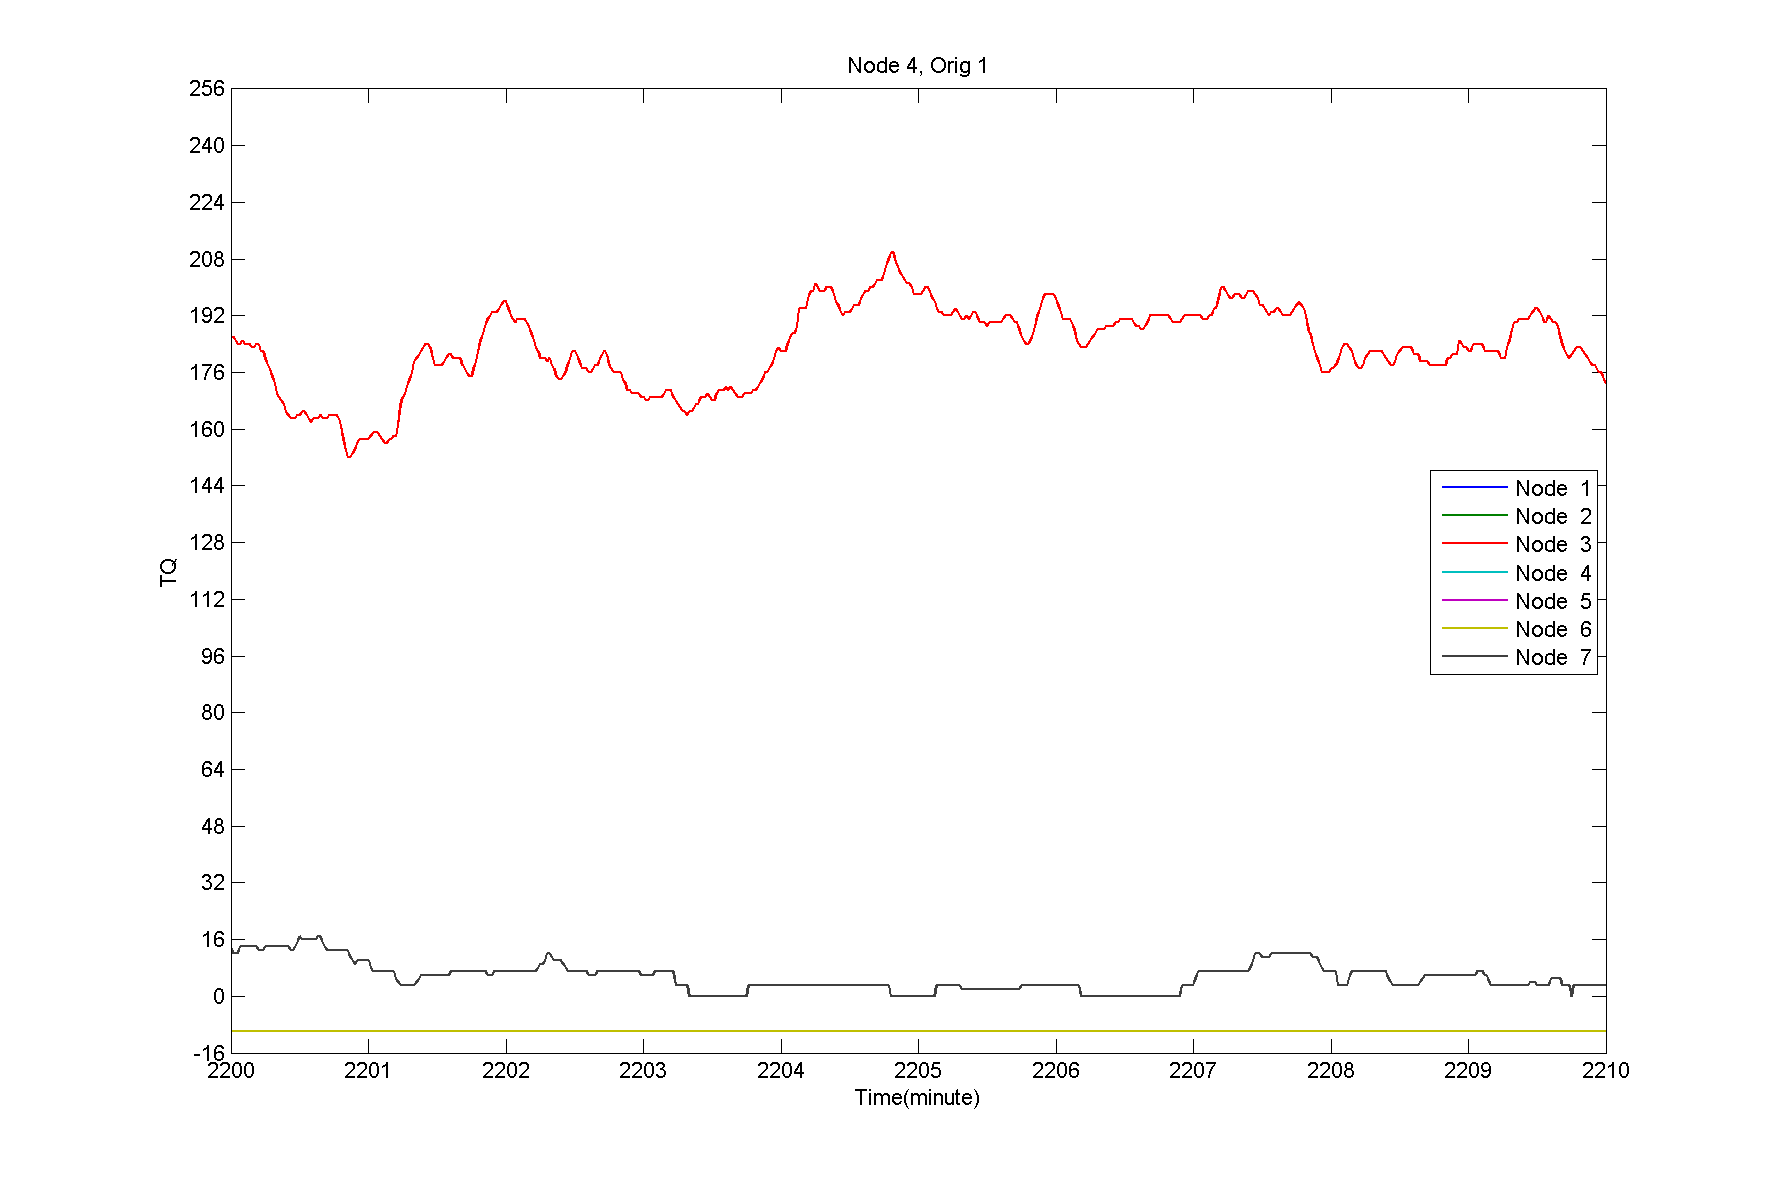 Node 4, Orig 1
256
240
224
208
192
176
160
144
128
112
96
80
64
48
32
16
0
-16
TQ
Node 1
Node 2
Node 3
Node 4
Node 5
Node 6
Node 7
2200 2201 2202 2203 2204 2205 2206 2207 2208 2209 2210
Time(minute)